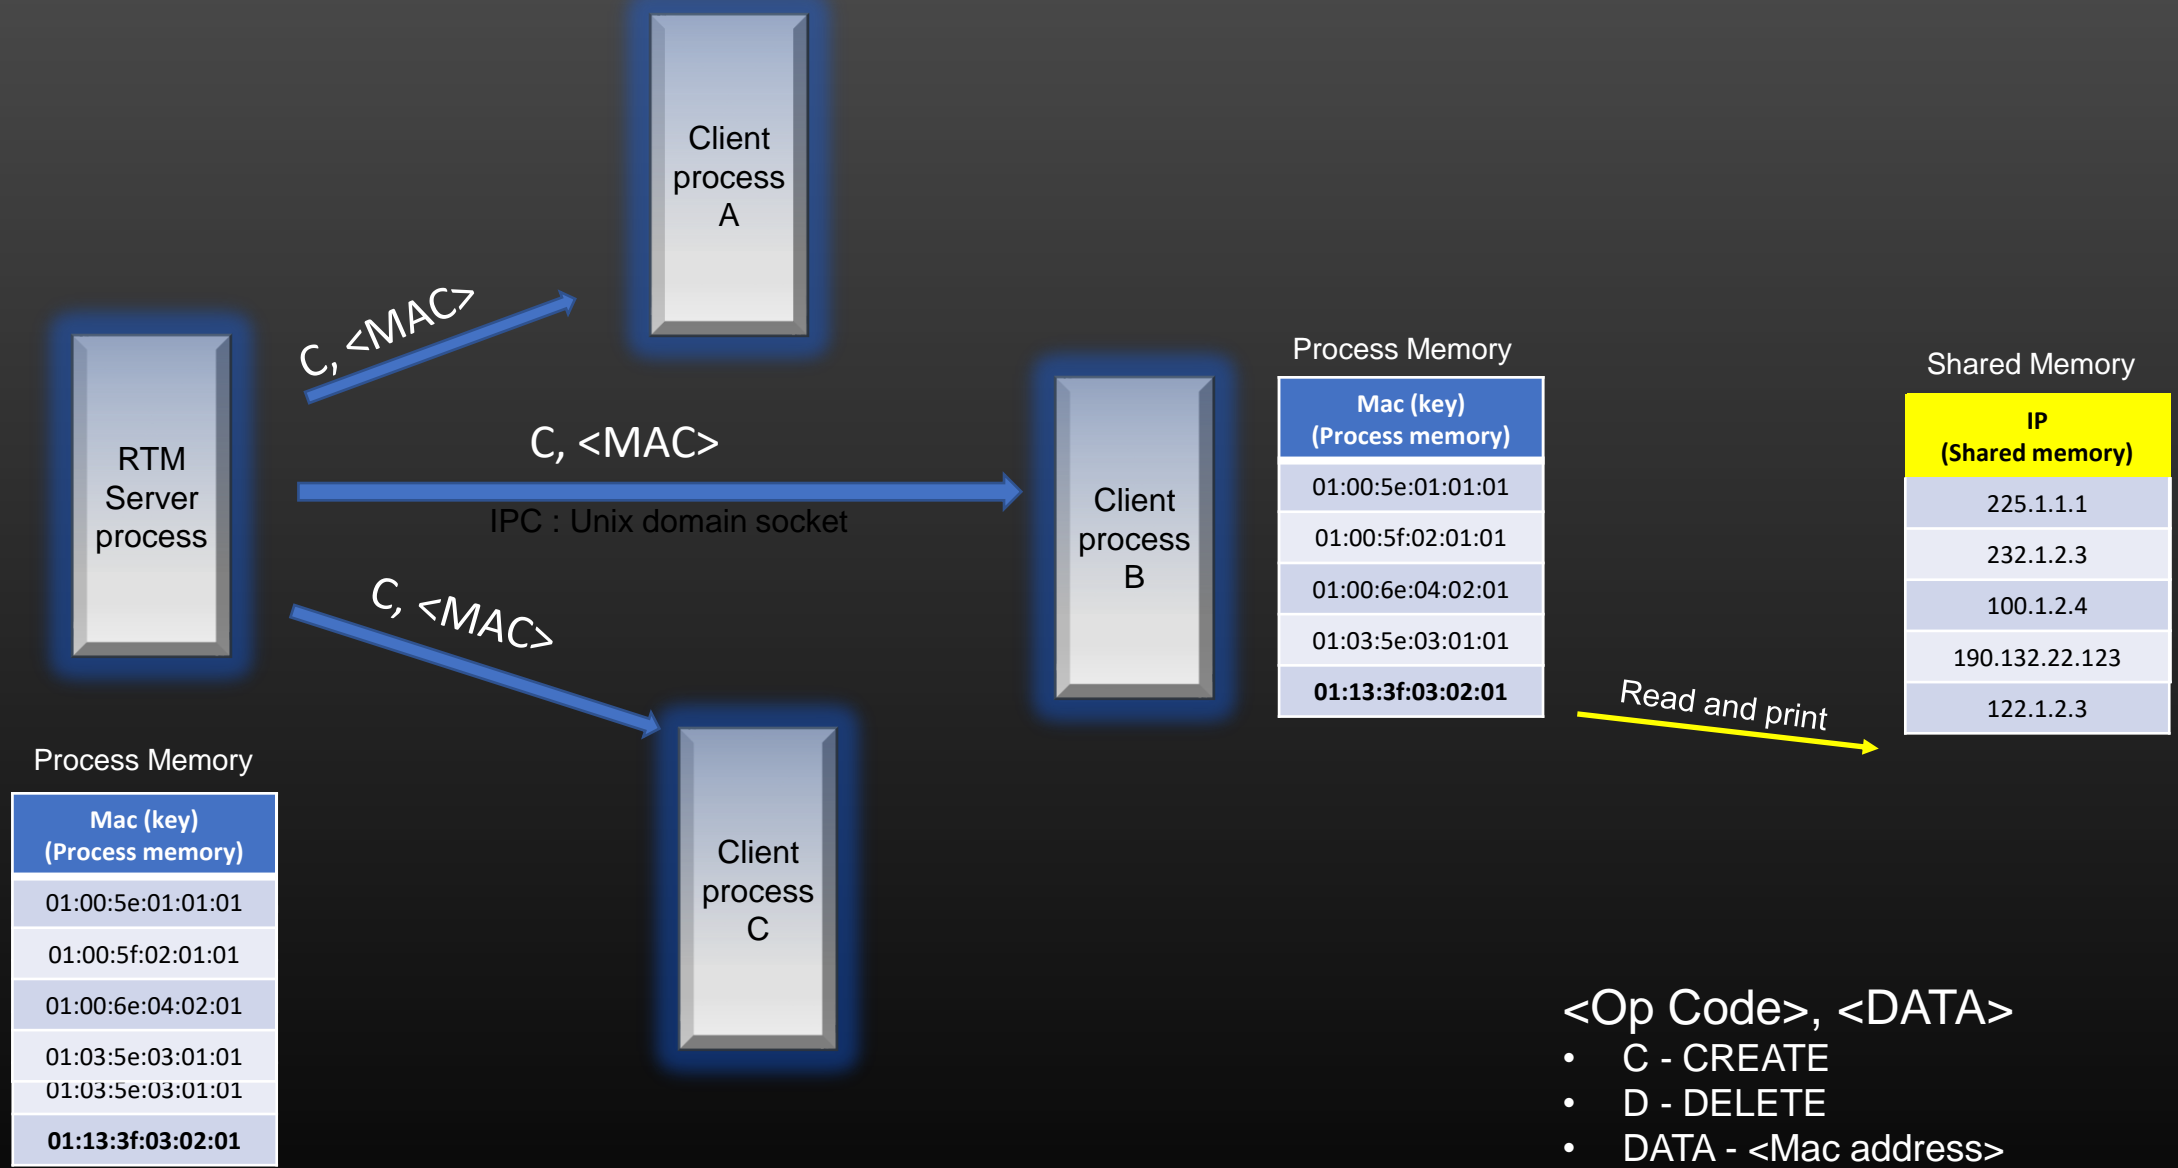 Client
process
A
C, <MAC>
RTM
Server
process
C, <MAC>
IPC : Unix domain socket
C, <MAC>
Client
process
B
Process Memory
Mac (key)
(Process memory)
01:00:5e:01:01:01
01:00:5f:02:01:01
01:00:6e:04:02:01
01:03:5e:03:01:01
01:13:3f:03:02:01
Read and print
Shared Memory
IP
(Shared memory)
225.1.1.1
232.1.2.3
100.1.2.4
190.132.22.123
122.1.2.3
Process Memory
Mac (key)
(Process memory)
01:00:5e:01:01:01
01:00:5f:02:01:01
01:00:6e:04:02:01
01:03:5e:03:01:01
01:03:5e:03:01:01
01:13:3f:03:02:01
Client
process
C
<Op Code>, <DATA>
• C - CREATE
• D - DELETE
• DATA - <Mac address>